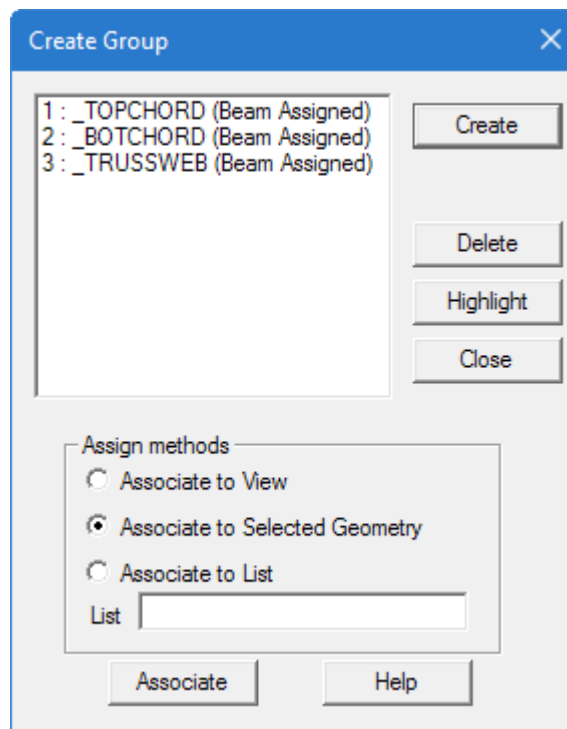 Create Group
1 : _TOPCHORD (Beam Assigned)
2 : _BOTCHORD (Beam Assigned)
3 : _TRUSSWEB (Beam Assigned)
Create
Delete
Highlight
Close
Assign methods
Associate to View
Associate to Selected Geometry
Associate to List
List
Associate Help